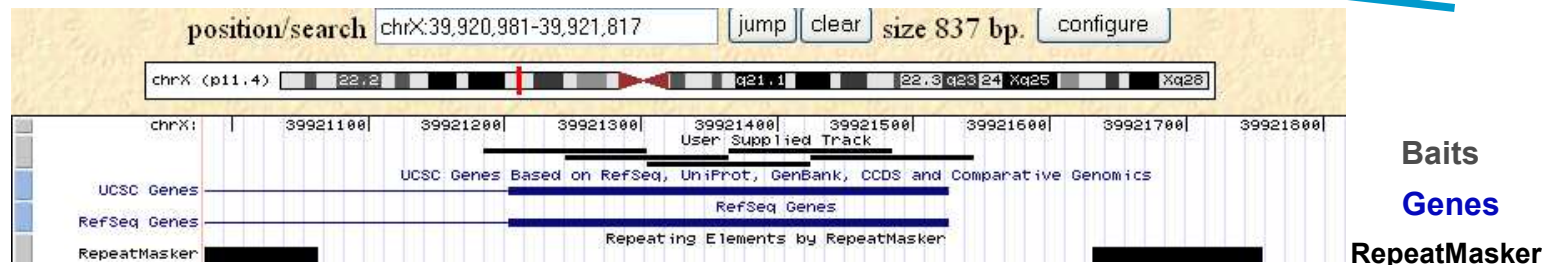 position/search chrX:39,920,981-39,921,817 jump clear size 837 bp. configure
chrX (p11.4) 22.2 q21.1 22.3 q23 24 Xq25 Xq28
chrX: 39921100| 39921200| 39921300| 39921400| 39921500| 39921600| 39921700| 39921800|
User Supplied Track
Baits
UCSC Genes Based on RefSeq, UniProt, GenBank, CCDS and Comparative Genomics
UCSC Genes
RefSeq Genes
Genes
RefSeq Genes
Repeating Elements by RepeatMasker
RepeatMasker
RepeatMasker